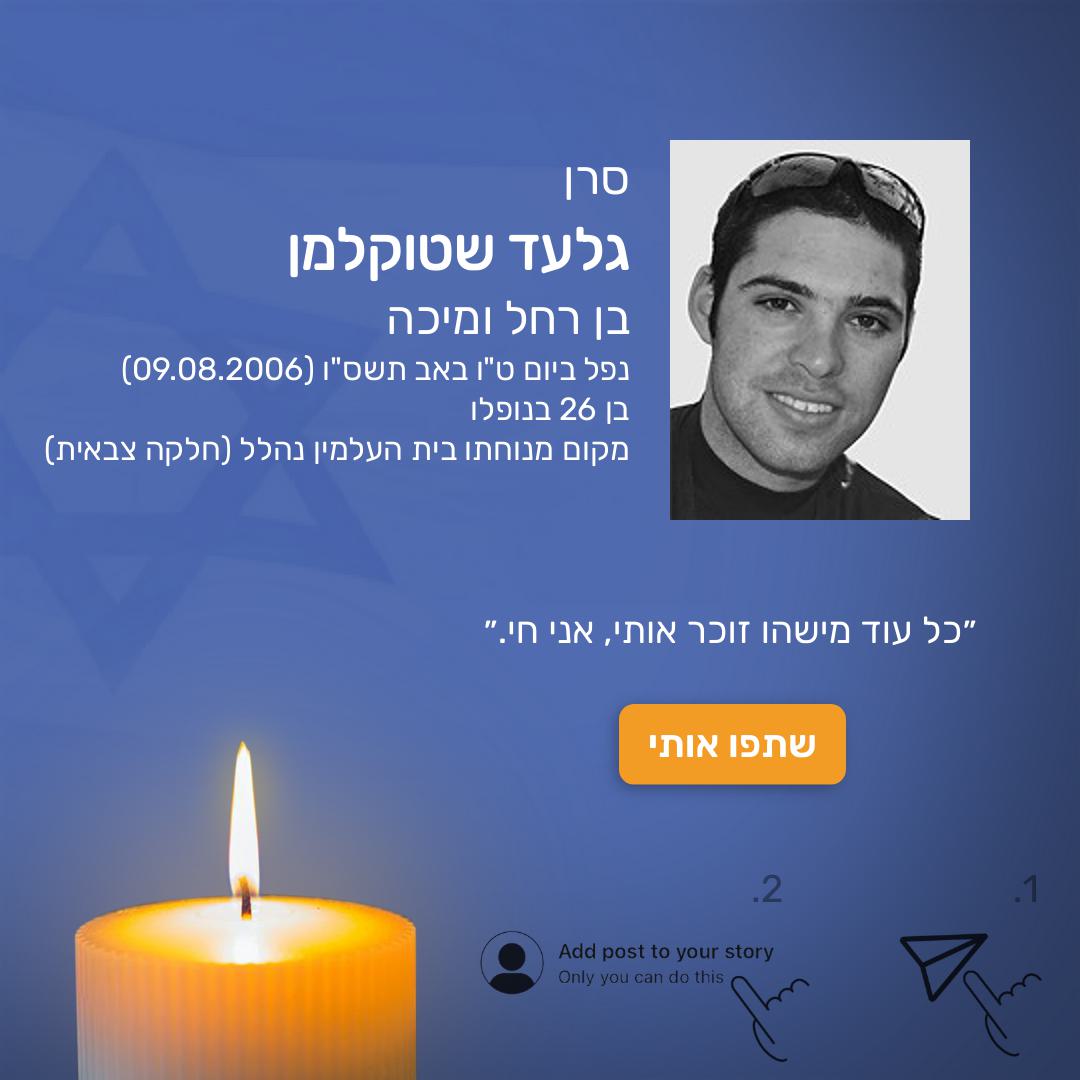 סרן
גלעד שטוקלמן
בן רחל ומיכה
נפל ביום ט"ו באב תשס"ו (09.08.2006)
בן 26 בנופלו
מקום מנוחתו בית העלמין נהלל (חלקה צבאית)
״כל עוד מישהו זוכר אותי, אני חי.״
שתפו אותי
.1
.2
Add post to your story
Only you can do this